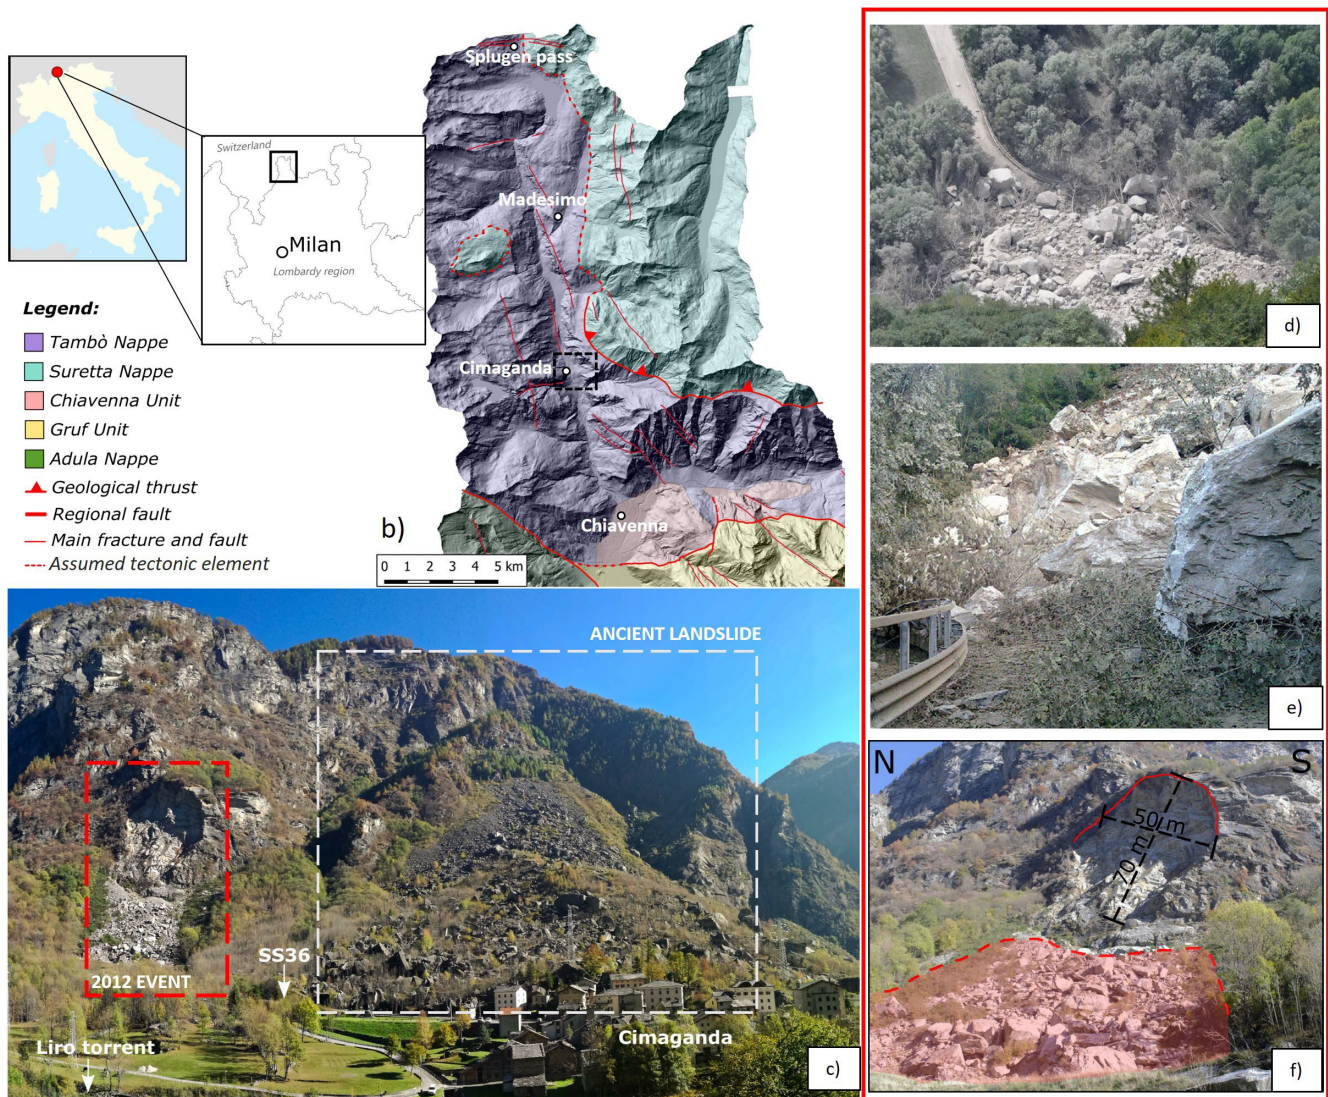 Switzerland
Milan
Lombardy region
Legend:
Tambò Nappe
Suretta Nappe
Chiavenna Unit
Gruf Unit
Adula Nappe
Geological thrust
Regional fault
Main fracture and fault
Assumed tectonic element
Splugen pass
Madesimo
Cimaganda
Chiavenna
b)
0 1 2 3 4 5 km
ANCIENT LANDSLIDE
2012 EVENT
SS36
Liro torrent
Cimaganda
c)
d)
e)
N S
50 m
70 m
f)